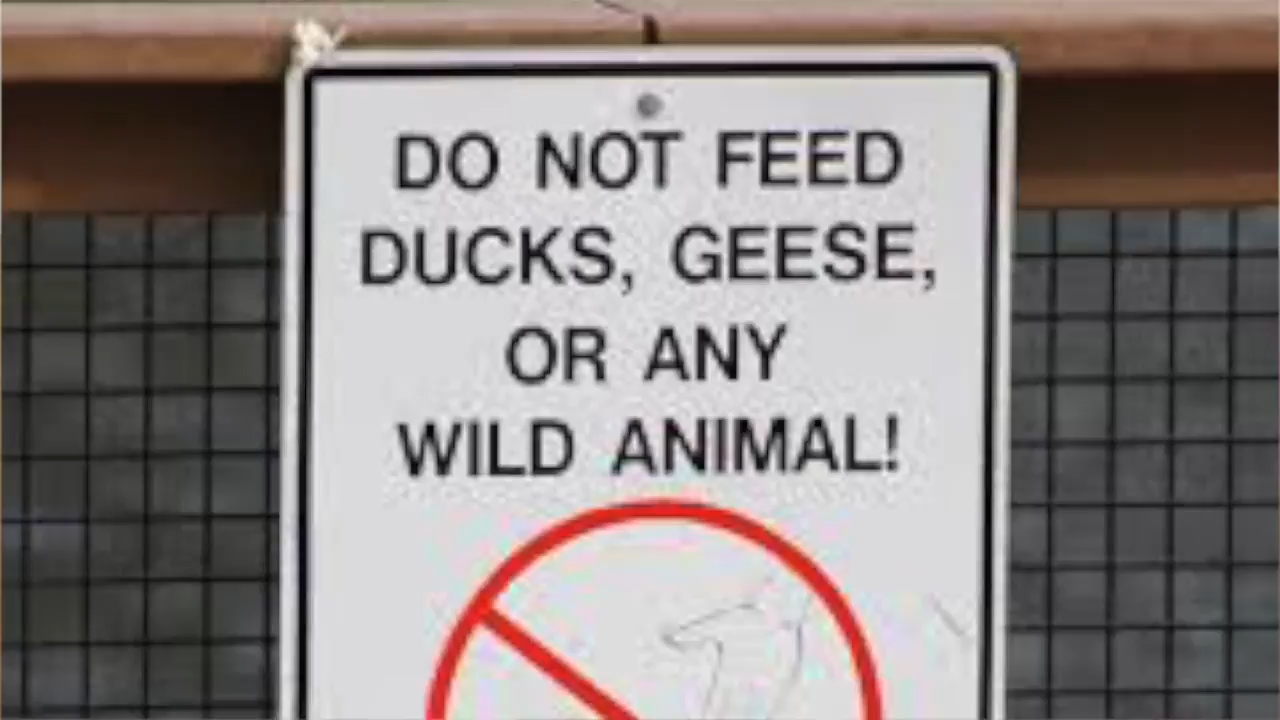 DO NOT FEED
DUCKS, GEESE,
OR ANY
WILD ANIMAL!